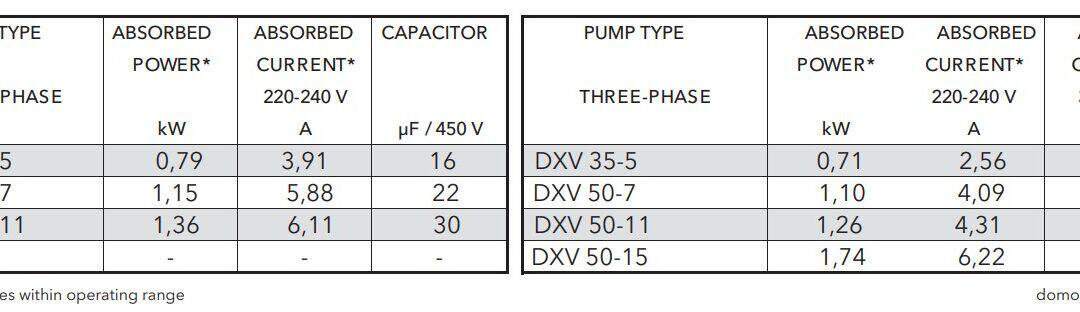 TYPE ABSORBED ABSORBED CAPACITOR
POWER* CURRENT*
PHASE 220-240 V
kW A µF / 450 V
5 0,79 3,91 16
7 1,15 5,88 22
11 1,36 6,11 30
- - -
es within operating range
PUMP TYPE ABSORBED ABSORBED
POWER* CURRENT*
THREE-PHASE 220-240 V
kW A
DXV 35-5 0,71 2,56
DXV 50-7 1,10 4,09
DXV 50-11 1,26 4,31
DXV 50-15 1,74 6,22
domo